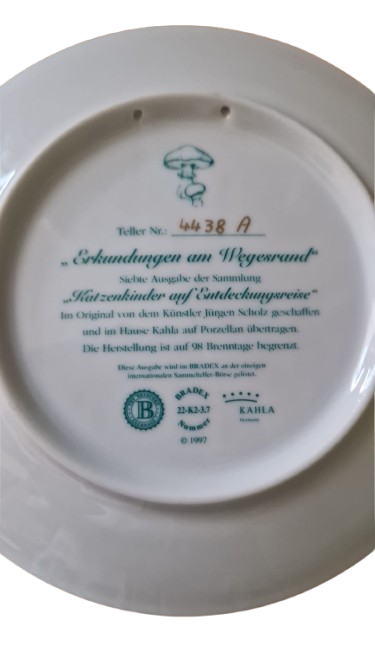 Teller Nr.: 4438 A
„Erkundungen am Wegesrand“
Siebte Ausgabe der Sammlung
„Katzenkinder auf Entdeckungsreise“
Im Original von dem Künstler Jürgen Scholz geschaffen
und im Hause Kahla auf Porzellan übertragen.
Die Herstellung ist auf 98 Brenntage begrenzt.
Diese Ausgabe wird im BRADEX an der einzigen
internationalen Sammelteller-Börse gelistet.
B
BRADEX
22-K2-3.7
Nummer
KAHLA
© 1997